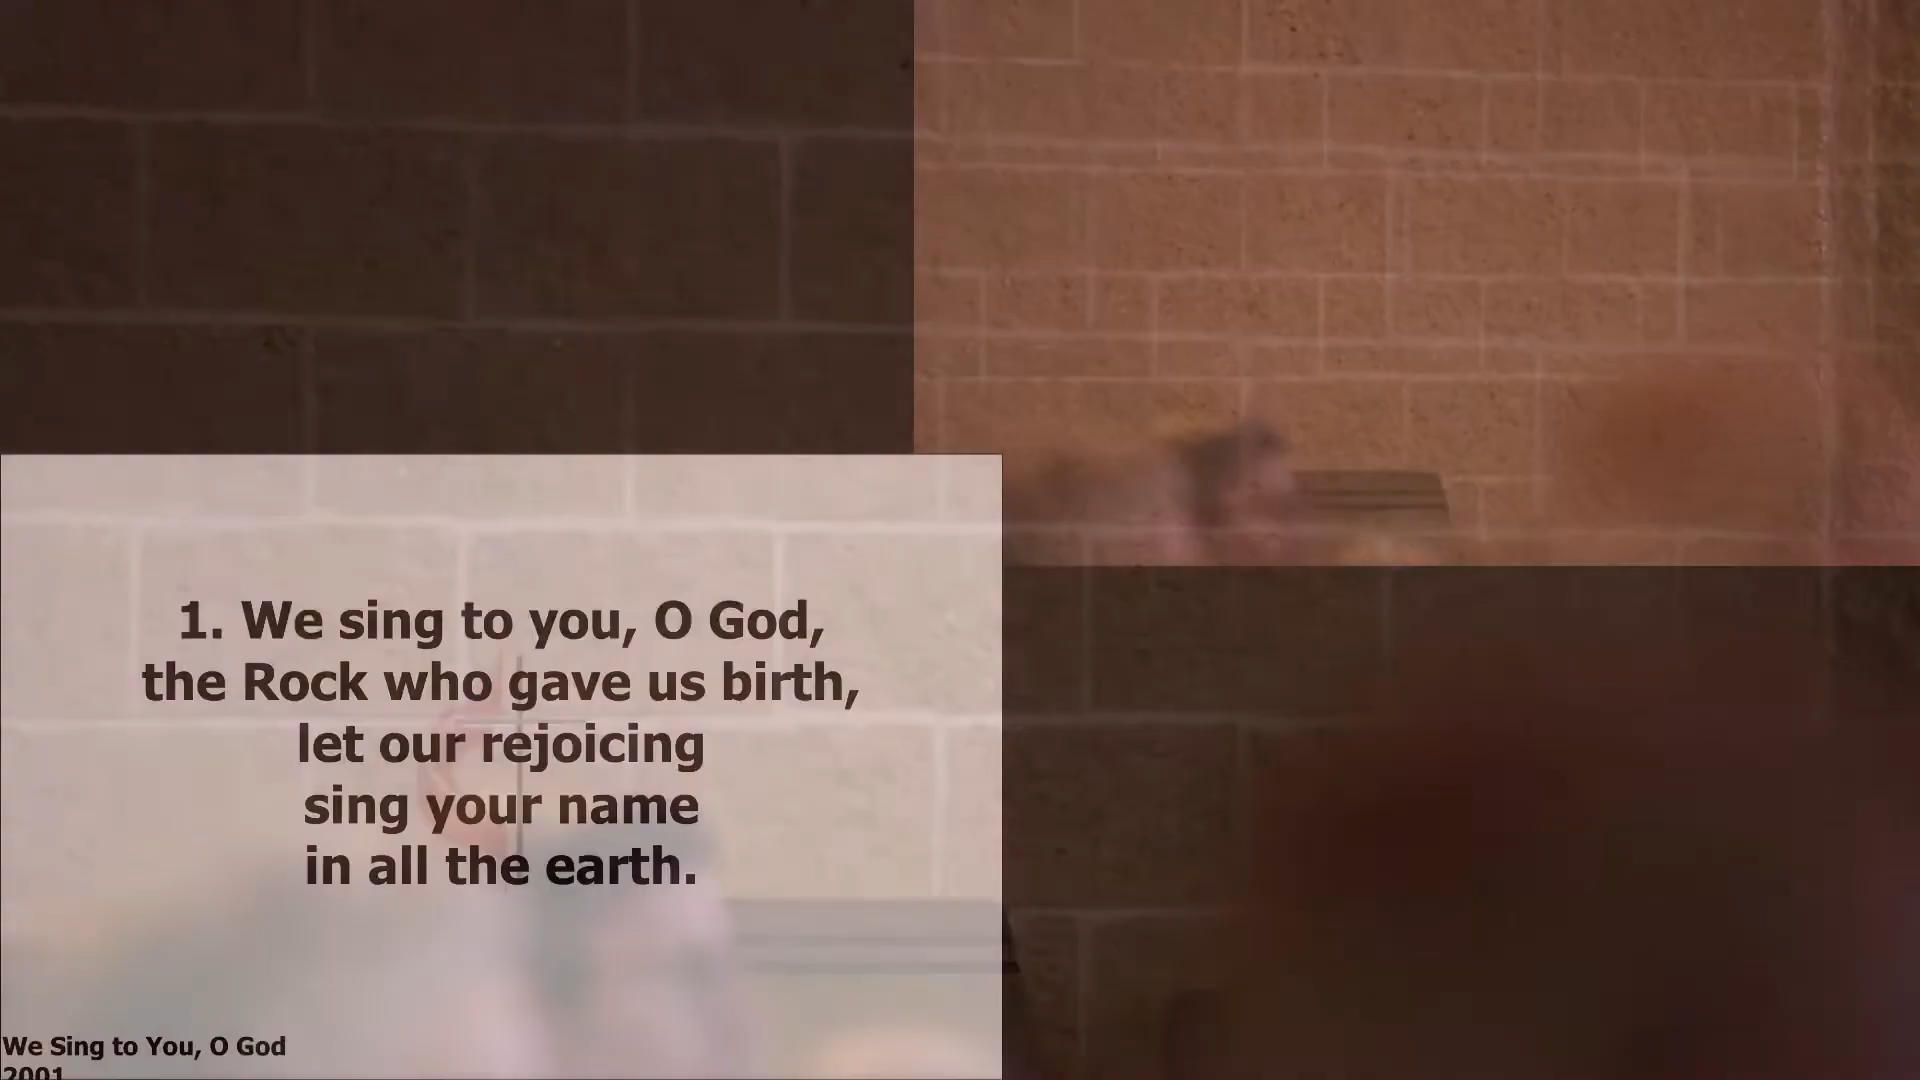 1. We sing to you, O God,
the Rock who gave us birth,
let our rejoicing
sing your name
in all the earth.
We Sing to You, O God
2001